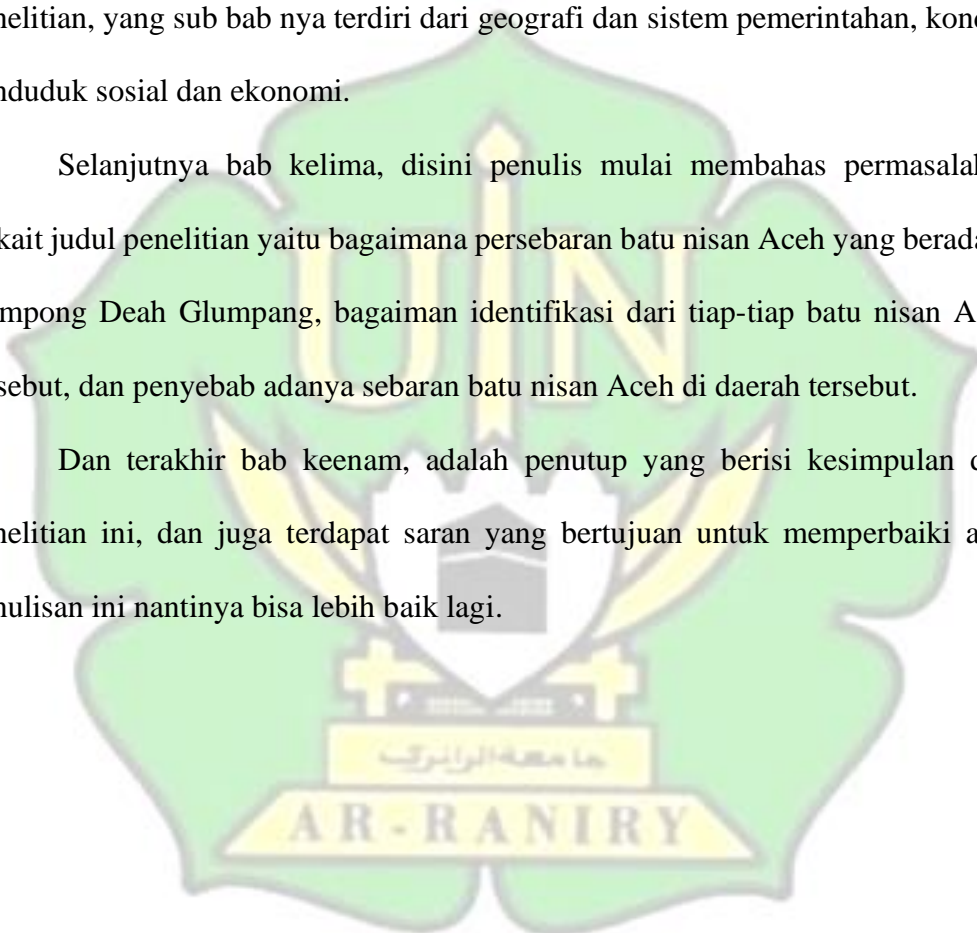 nelitian, yang sub bab nya terdiri dari geografi dan sistem pemerintahan, kond
nduduk sosial dan ekonomi.
Selanjutnya bab kelima, disini penulis mulai membahas permasalah
kait judul penelitian yaitu bagaimana persebaran batu nisan Aceh yang berada
mpong Deah Glumpang, bagaiman identifikasi dari tiap-tiap batu nisan A
sebut, dan penyebab adanya sebaran batu nisan Aceh di daerah tersebut.
Dan terakhir bab keenam, adalah penutup yang berisi kesimpulan d
nelitian ini, dan juga terdapat saran yang bertujuan untuk memperbaiki a
nulisan ini nantinya bisa lebih baik lagi.
UIN
جامعة الرانري
AR-RANIRY